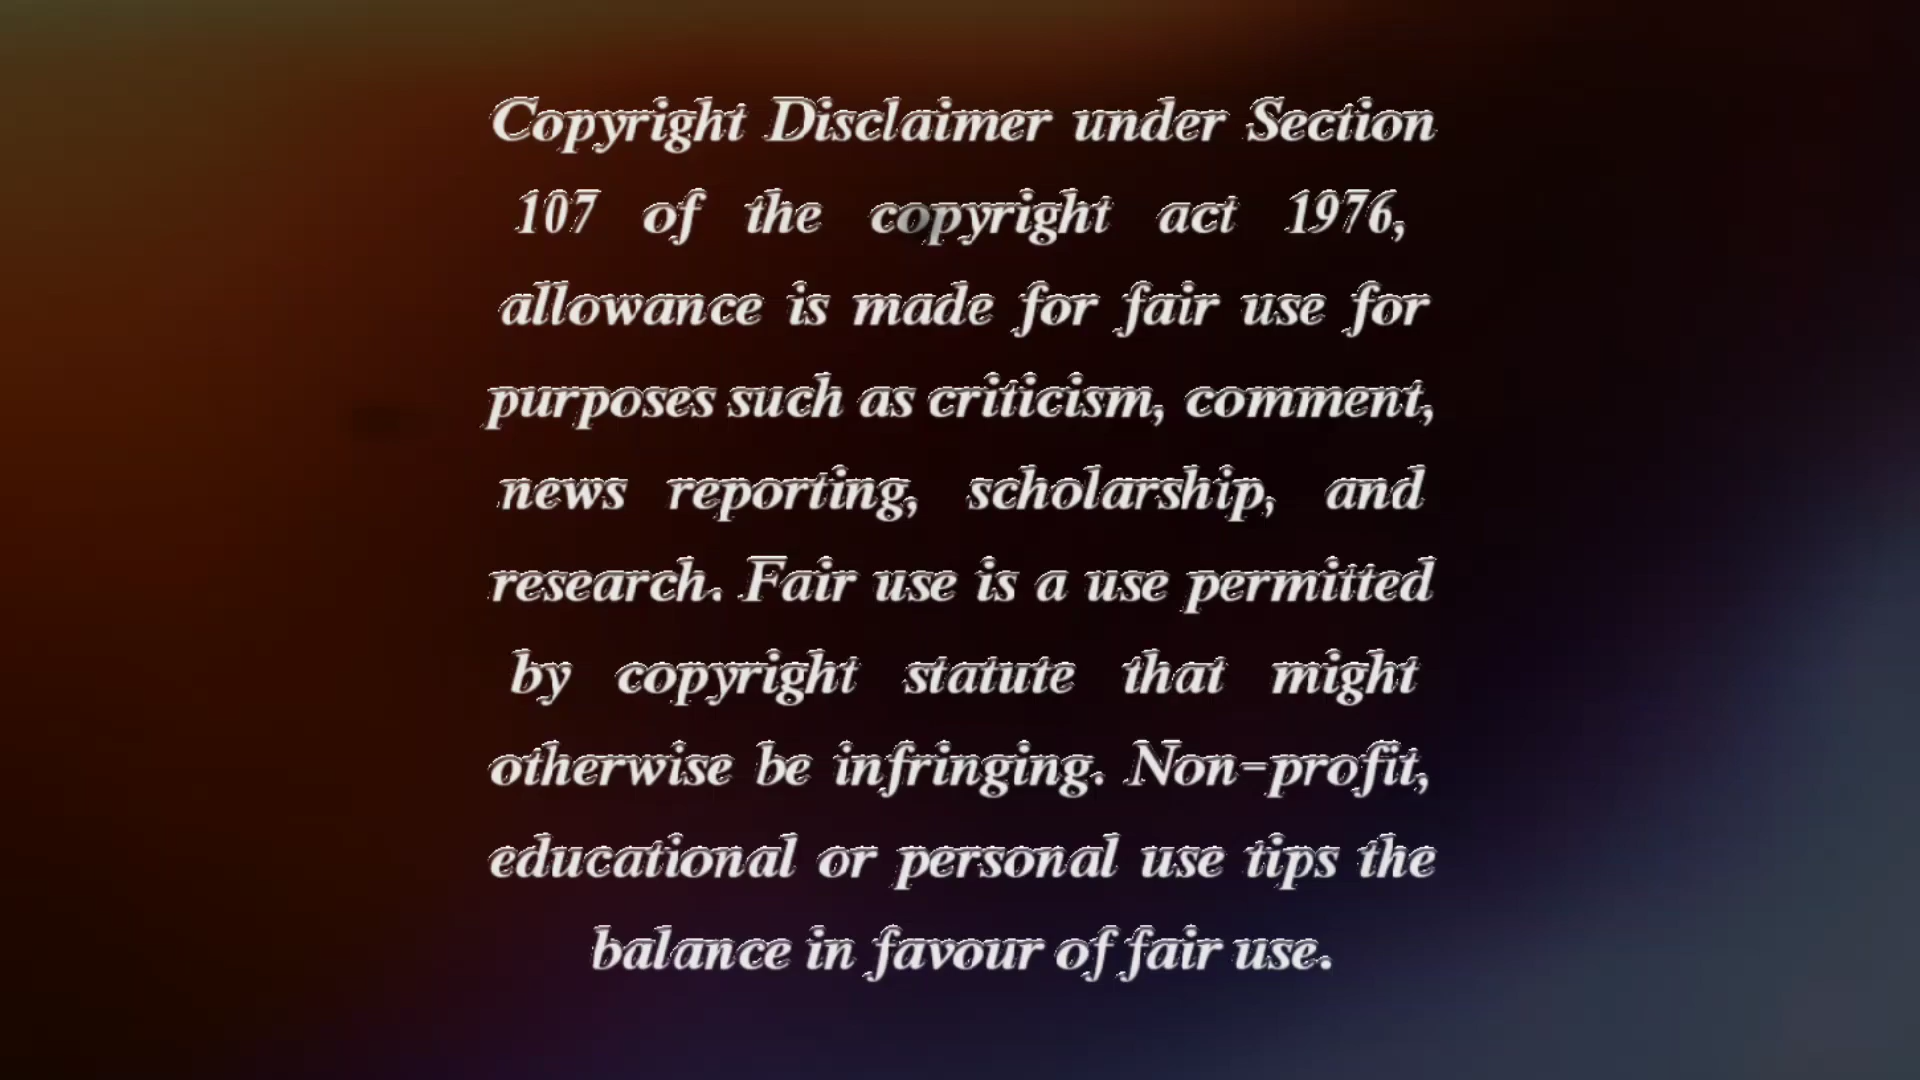 Copyright Disclaimer under Section
107 of the copyright act 1976,
allowance is made for fair use for
purposes such as criticism, comment,
news reporting, scholarship, and
research. Fair use is a use permitted
by copyright statute that might
otherwise be infringing. Non-profit,
educational or personal use tips the
balance in favour of fair use.